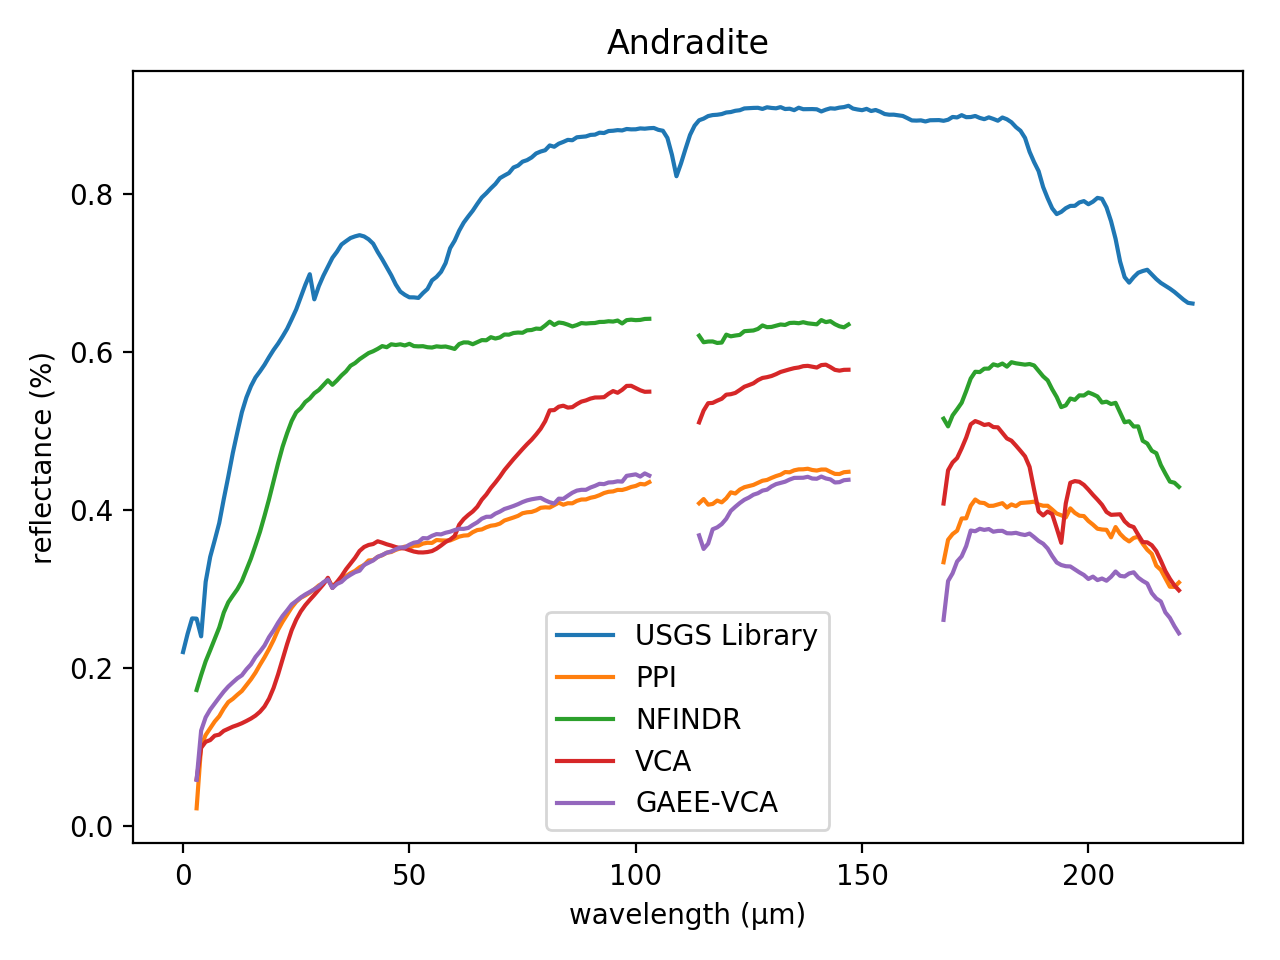 Andradite
reflectance (%)
0.8
0.6
0.4
0.2
0.0
USGS Library
PPI
NFINDR
VCA
GAEE-VCA
0 50 100 150 200
wavelength (μm)